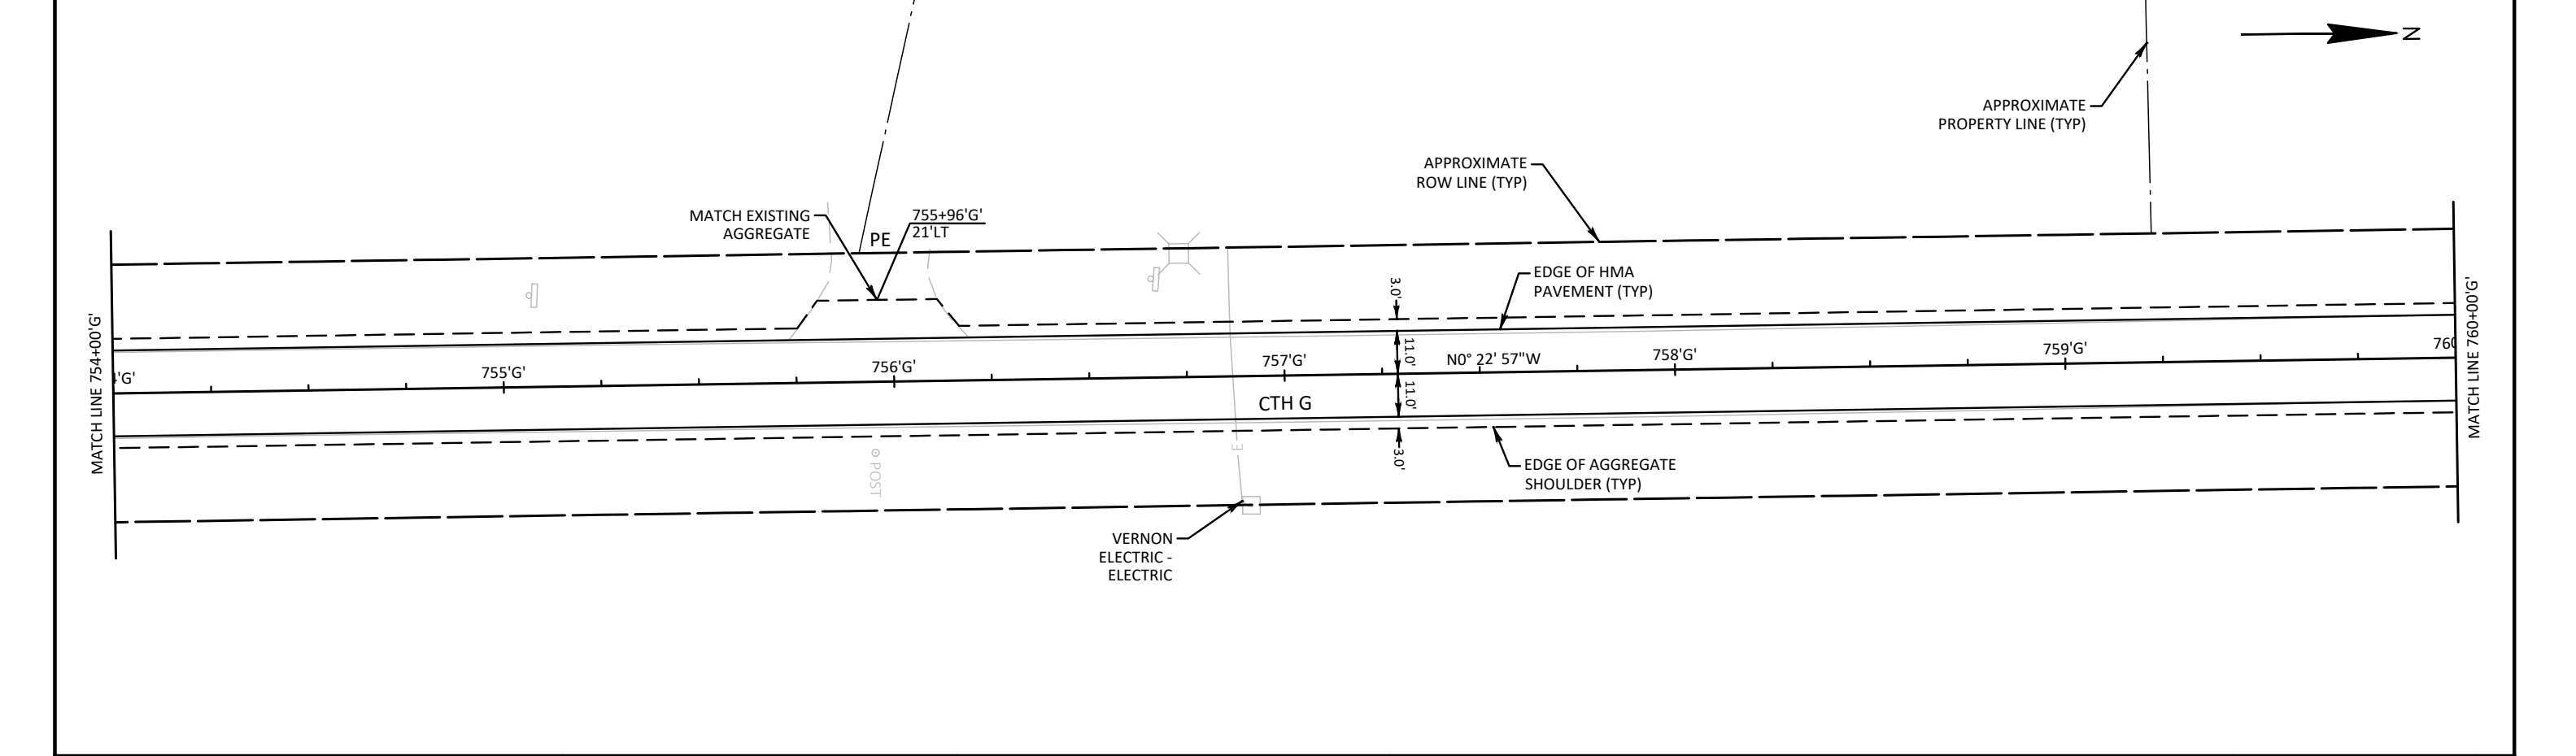 N
APPROXIMATE
PROPERTY LINE (TYP)
APPROXIMATE
ROW LINE (TYP)
MATCH EXISTING
AGGREGATE
755+96'G'
21'LT
PE
EDGE OF HMA
PAVEMENT (TYP)
3.0'
11.0'
11.0'
3.0'
MATCH LINE 754+00'G'
'G'
755'G'
756'G'
757'G'
N0° 22' 57"W
758'G'
759'G'
760
MATCH LINE 760+00'G'
CTH G
E
POST
EDGE OF AGGREGATE
SHOULDER (TYP)
VERNON
ELECTRIC -
ELECTRIC